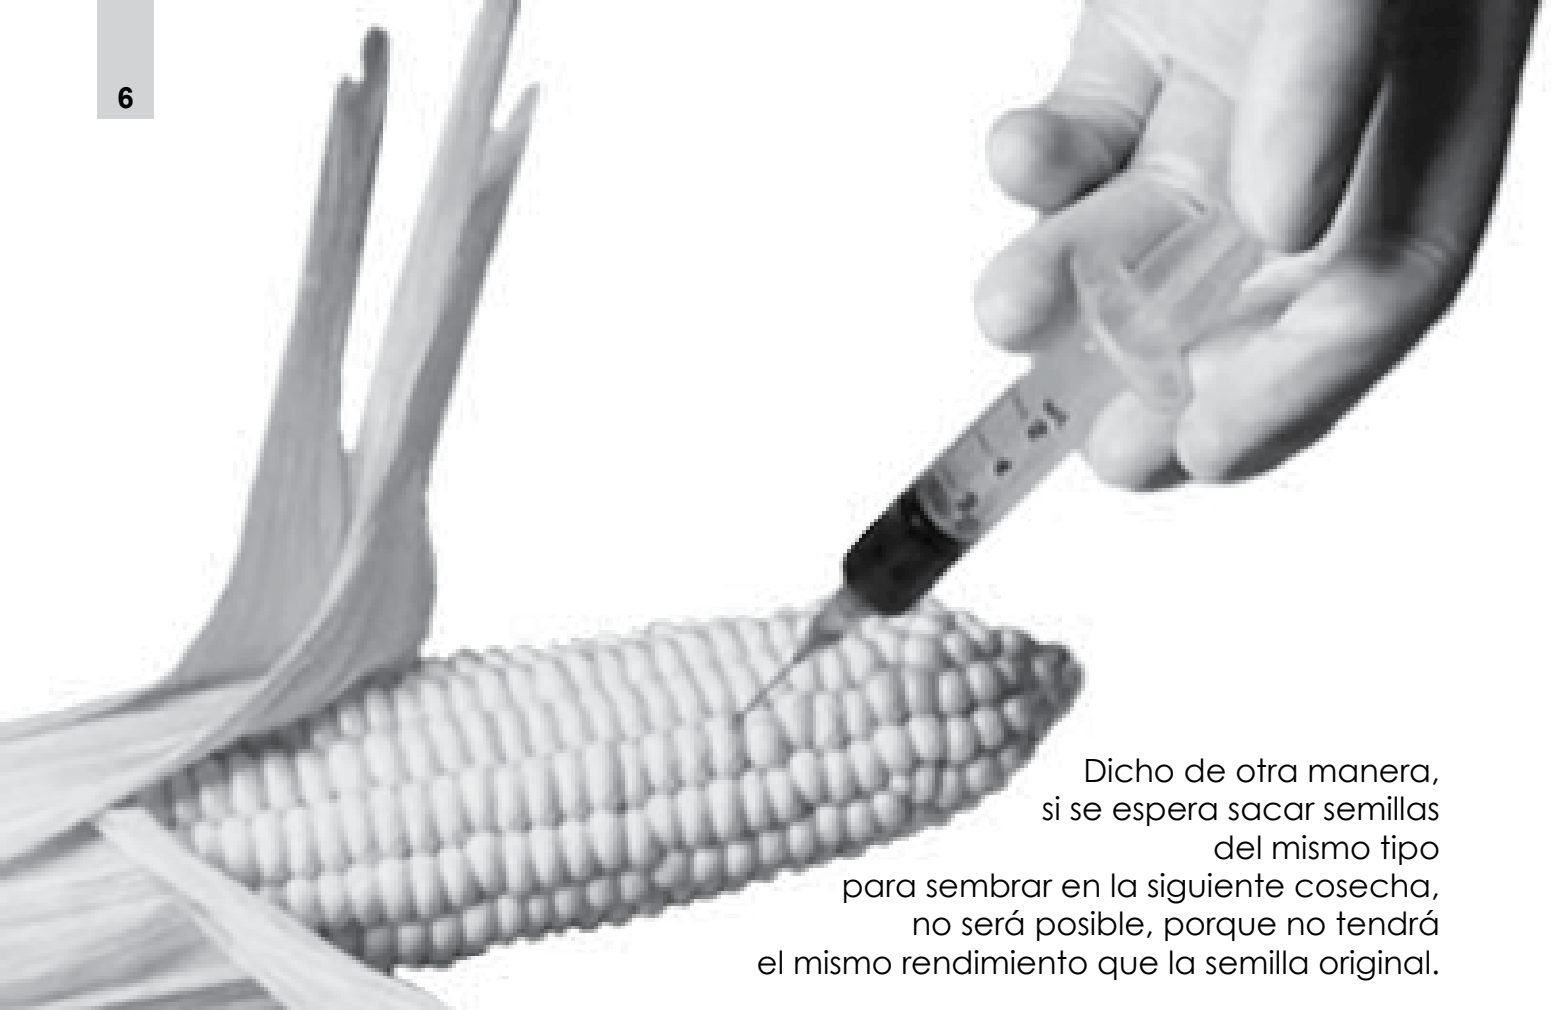 6
Dicho de otra manera,
si se espera sacar semillas
del mismo tipo
para sembrar en la siguiente cosecha,
no será posible, porque no tendrá
el mismo rendimiento que la semilla original.